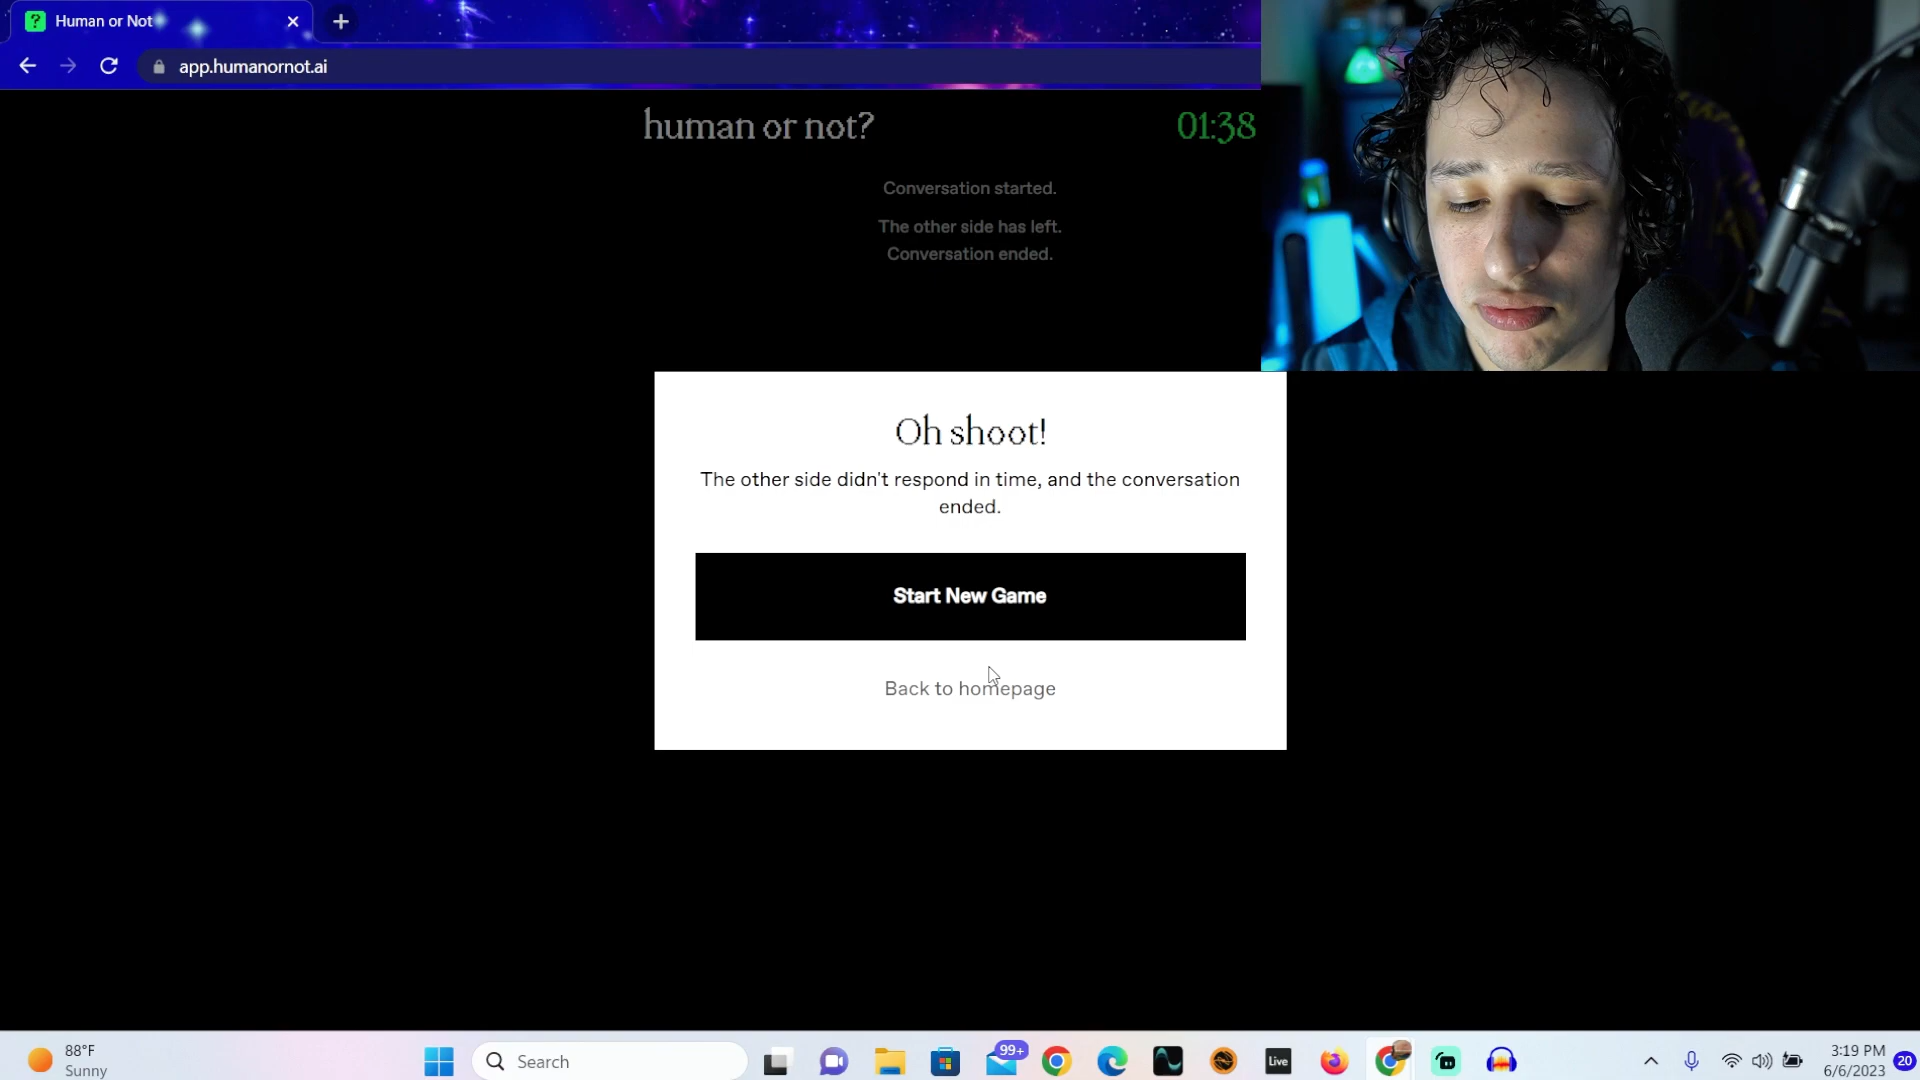 Human or Not
app.humanornot.ai
human or not?
01:38
Conversation started.
The other side has left.
Conversation ended.
Oh shoot!
The other side didn't respond in time, and the conversation
ended.
Start New Game
Back to homepage
88°F
Sunny
Search
99+
Live
3:19 PM
6/6/2023
20